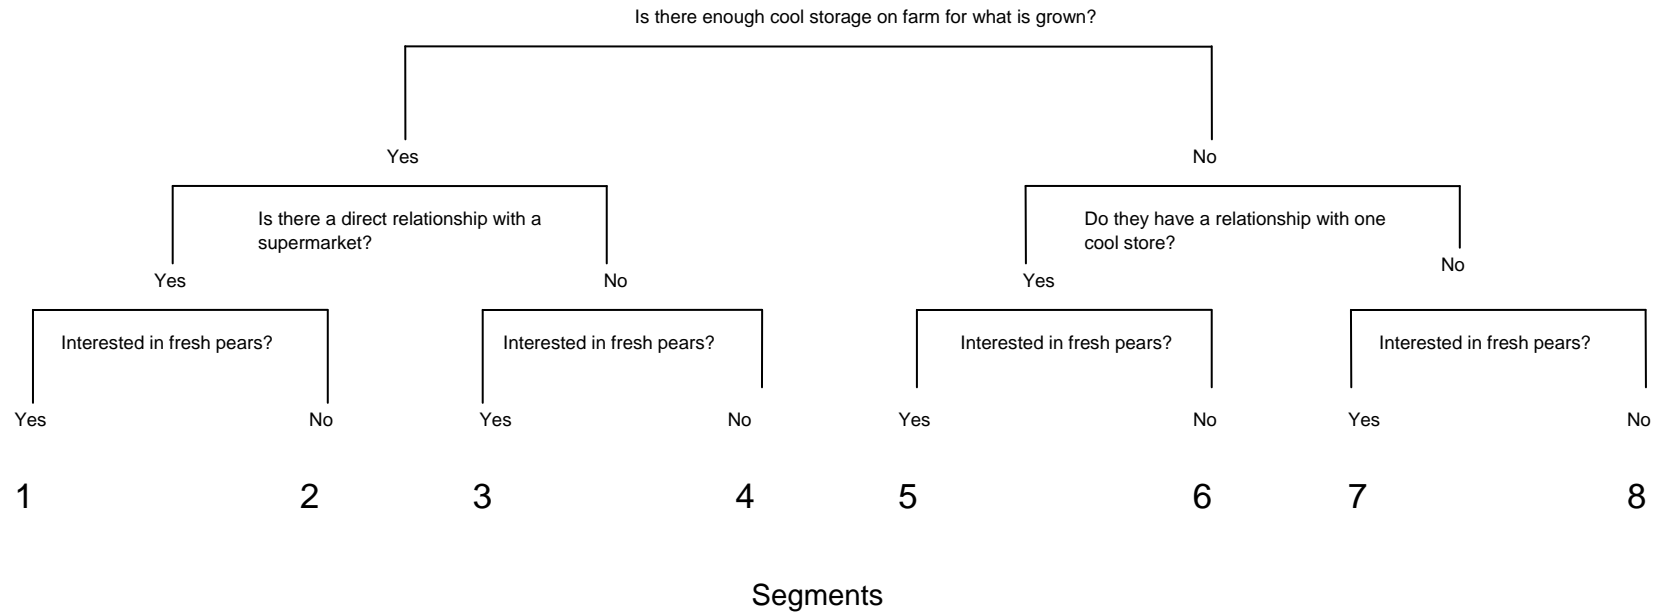 Is there enough cool storage on farm for what is grown?
Yes
No
Is there a direct relationship with a
supermarket?
Do they have a relationship with one
cool store?
Yes
No
Yes
No
Interested in fresh pears?
Interested in fresh pears?
Interested in fresh pears?
Interested in fresh pears?
Yes
No
Yes
No
Yes
No
Yes
No
1
2
3
4
5
6
7
8
Segments